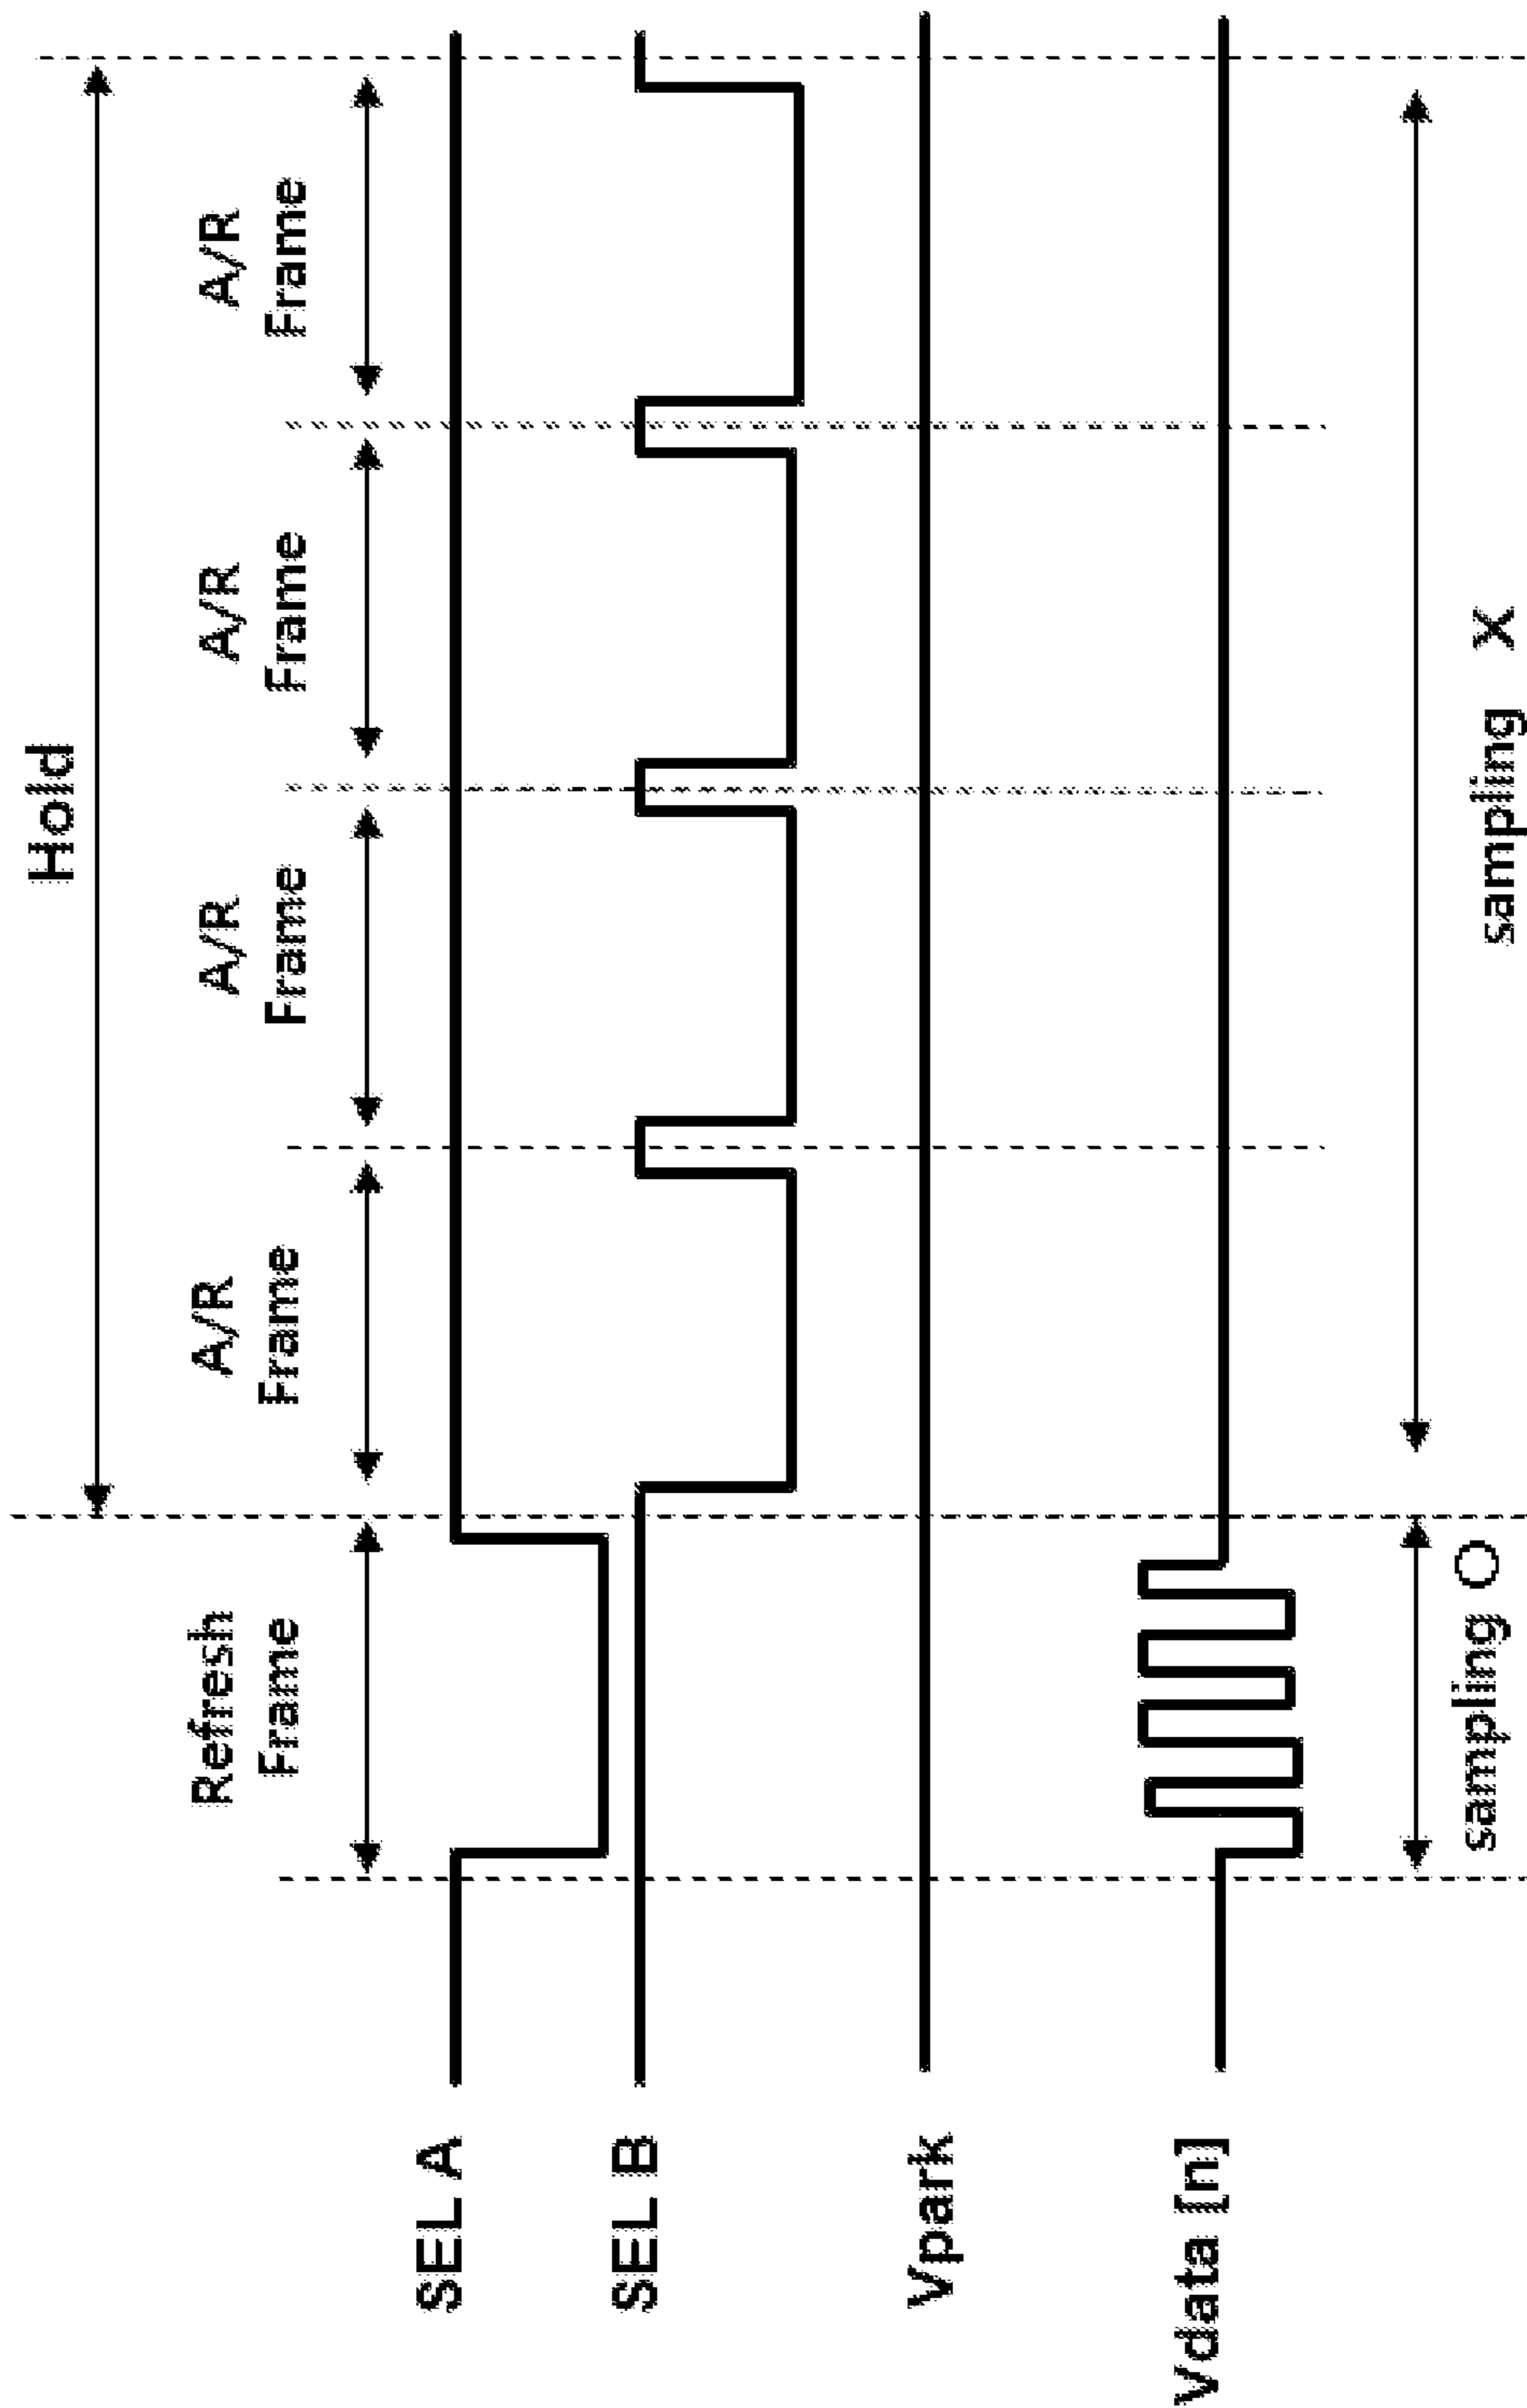 Hold
Refresh
Frame
A/R
Frame
A/R
Frame
A/R
Frame
A/R
Frame
SEL A
SEL B
Vpark
Vdata [n]
sampling O
sampling X